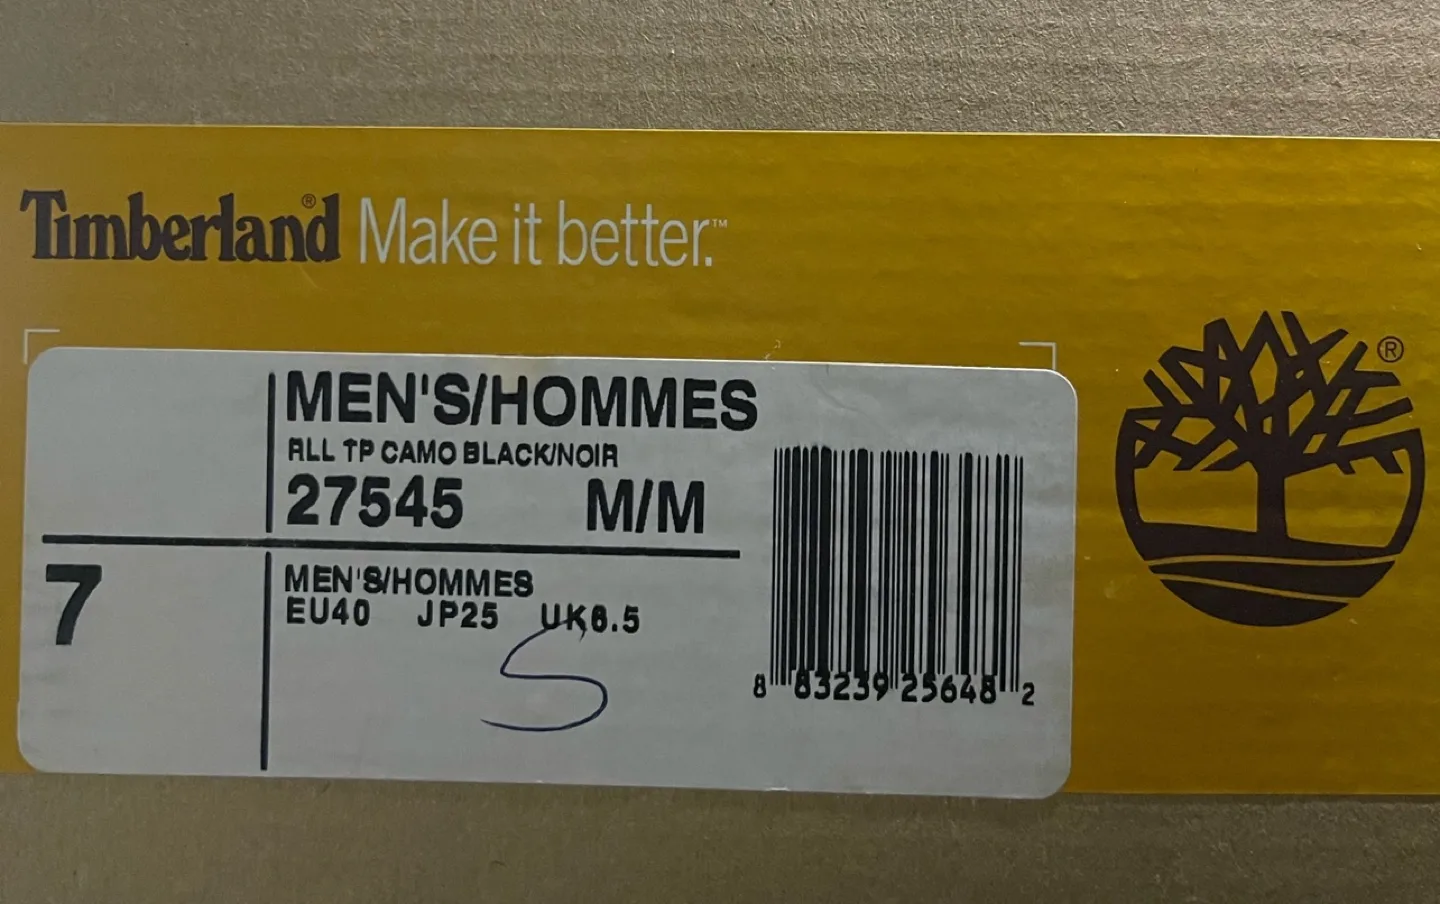 Timberland® Make it better.™
®
MEN'S/HOMMES
RLL TP CAMO BLACK/NOIR
27545 M/M
7
MEN'S/HOMMES
EU40 JP25 UK6.5
S
8 83239 25648 2